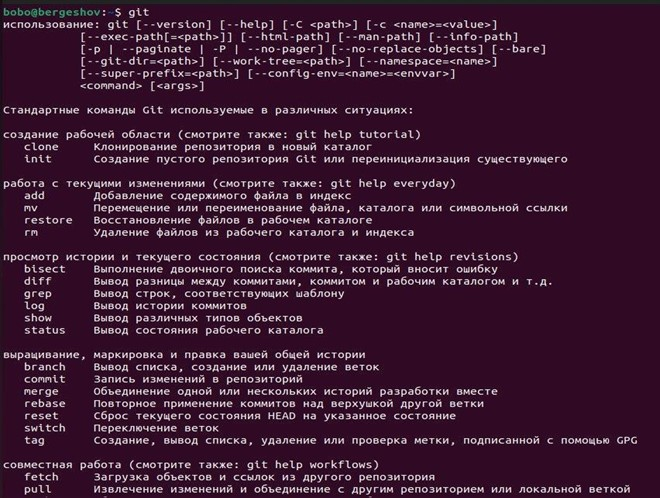 bobo@bergeshov:~$ git
использование: git [--version] [--help] [-C <path>] [-c <name>=<value>]
[--exec-path[=<path>]] [--html-path] [--man-path] [--info-path]
[-p | --paginate | -P | --no-pager] [--no-replace-objects] [--bare]
[--git-dir=<path>] [--work-tree=<path>] [--namespace=<name>]
[--super-prefix=<path>] [--config-env=<name>=<envvar>]
<command> [<args>]
Стандартные команды Git используемые в различных ситуациях:
создание рабочей области (смотрите также: git help tutorial)
clone Клонирование репозитория в новый каталог
init Создание пустого репозитория Git или переинициализация существующего
работа с текущими изменениями (смотрите также: git help everyday)
add Добавление содержимого файла в индекс
mv Перемещение или переименование файла, каталога или символьной ссылки
restore Восстановление файлов в рабочем каталоге
rm Удаление файлов из рабочего каталога и индекса
просмотр истории и текущего состояния (смотрите также: git help revisions)
bisect Выполнение двоичного поиска коммита, который вносит ошибку
diff Вывод разницы между коммитами, коммитом и рабочим каталогом и т.д.
grep Вывод строк, соответствующих шаблону
log Вывод истории коммитов
show Вывод различных типов объектов
status Вывод состояния рабочего каталога
выращивание, маркировка и правка вашей общей истории
branch Вывод списка, создание или удаление веток
commit Запись изменений в репозиторий
merge Объединение одной или нескольких историй разработки вместе
rebase Повторное применение коммитов над верхушкой другой ветки
reset Сброс текущего состояния HEAD на указанное состояние
switch Переключение веток
tag Создание, вывод списка, удаление или проверка метки, подписанной с помощью GPG
совместная работа (смотрите также: git help workflows)
fetch Загрузка объектов и ссылок из другого репозитория
pull Извлечение изменений и объединение с другим репозиторием или локальной веткой